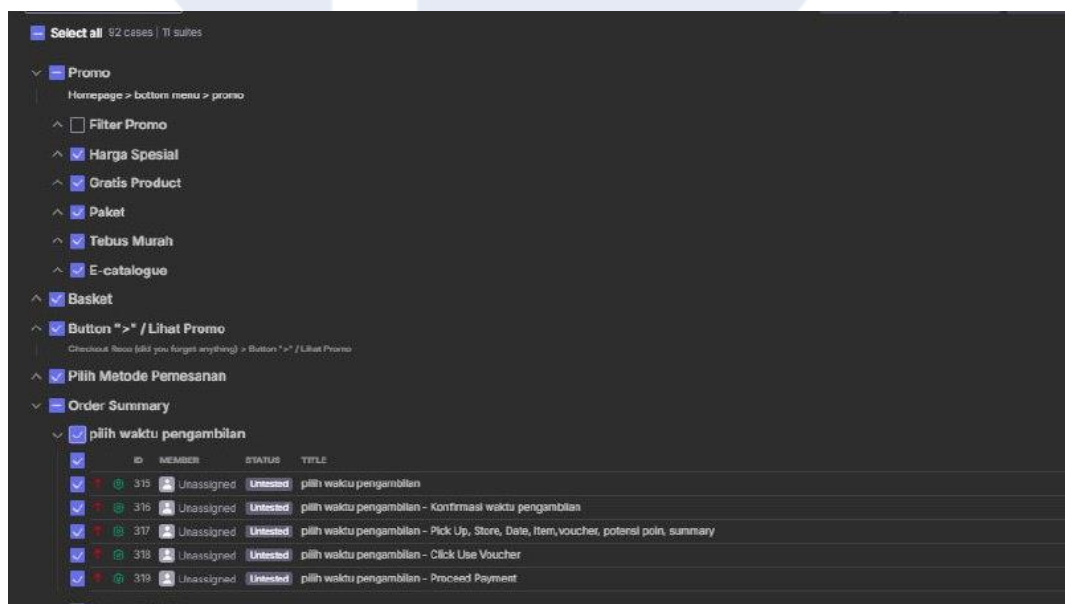 Select all 92 cases | 11 suites
Promo
Homepage > bottom menu > promo
Filter Promo
Harga Spesial
Gratis Product
Paket
Tebus Murah
E-catalogue
Basket
Button ">" / Lihat Promo
Checkout Reco (did you forget anything) > Button ">" / Lihat Promo
Pilih Metode Pemesanan
Order Summary
pilih waktu pengambilan
ID MEMBER STATUS TITLE
315 Unassigned Untested pilih waktu pengambilan
316 Unassigned Untested pilih waktu pengambilan - Konfirmasi waktu pengambilan
317 Unassigned Untested pilih waktu pengambilan - Pick Up, Store, Date, Item,voucher, potensi poin, summary
318 Unassigned Untested pilih waktu pengambilan - Click Use Voucher
319 Unassigned Untested pilih waktu pengambilan - Proceed Payment